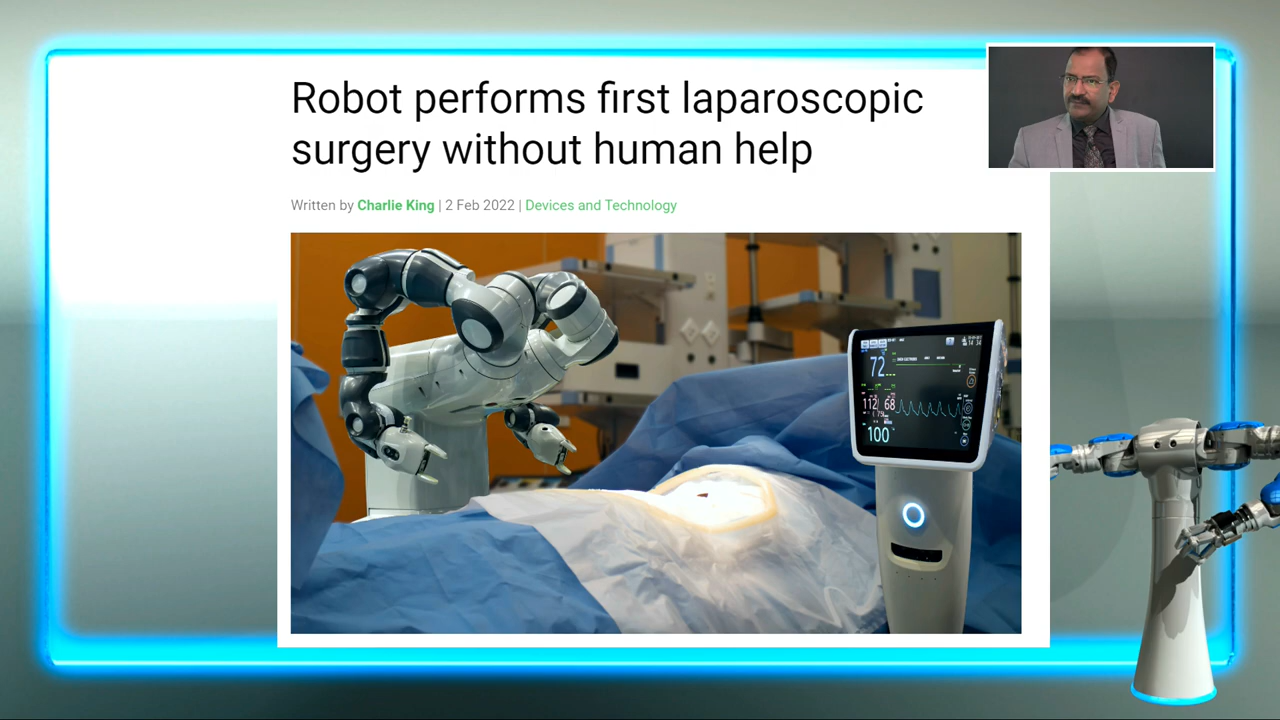 Robot performs first laparoscopic
surgery without human help
Written by Charlie King | 2 Feb 2022 | Devices and Technology
72
112 68
100